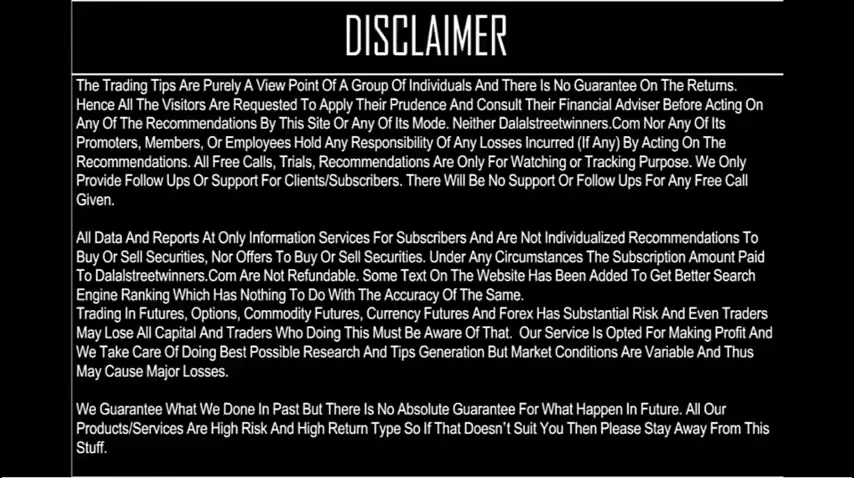 DISCLAIMER
The Trading Tips Are Purely A View Point Of A Group Of Individuals And There Is No Guarantee On The Returns.
Hence All The Visitors Are Requested To Apply Their Prudence And Consult Their Financial Adviser Before Acting On
Any Of The Recommendations By This Site Or Any Of Its Mode. Neither Dalalstreetwinners.Com Nor Any Of Its
Promoters, Members, Or Employees Hold Any Responsibility Of Any Losses Incurred (If Any) By Acting On The
Recommendations. All Free Calls, Trials, Recommendations Are Only For Watching or Tracking Purpose. We Only
Provide Follow Ups Or Support For Clients/Subscribers. There Will Be No Support Or Follow Ups For Any Free Call
Given.
All Data And Reports At Only Information Services For Subscribers And Are Not Individualized Recommendations To
Buy Or Sell Securities, Nor Offers To Buy Or Sell Securities. Under Any Circumstances The Subscription Amount Paid
To Dalalstreetwinners.Com Are Not Refundable. Some Text On The Website Has Been Added To Get Better Search
Engine Ranking Which Has Nothing To Do With The Accuracy Of The Same.
Trading In Futures, Options, Commodity Futures, Currency Futures And Forex Has Substantial Risk And Even Traders
May Lose All Capital And Traders Who Doing This Must Be Aware Of That. Our Service Is Opted For Making Profit And
We Take Care Of Doing Best Possible Research And Tips Generation But Market Conditions Are Variable And Thus
May Cause Major Losses.
We Guarantee What We Done In Past But There Is No Absolute Guarantee For What Happen In Future. All Our
Products/Services Are High Risk And High Return Type So If That Doesn't Suit You Then Please Stay Away From This
Stuff.